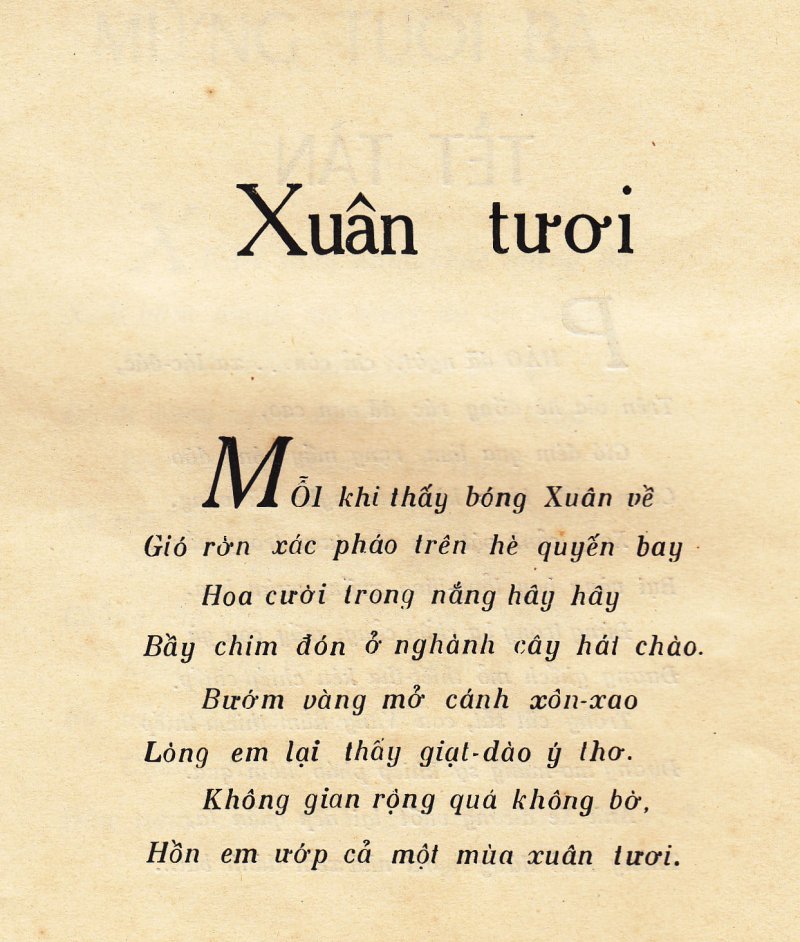 Xuân tươi
MỖI khi thấy bóng Xuân về
Gió rờn xác pháo trên hè quyến bay
Hoa cười trong nắng hây hây
Bầy chim đón ở nghành cây hát chào.
Bướm vàng mở cánh xôn-xao
Lòng em lại thấy giạt-dào ý thơ.
Không gian rộng quá không bờ,
Hồn em ướp cả một mùa xuân tươi.